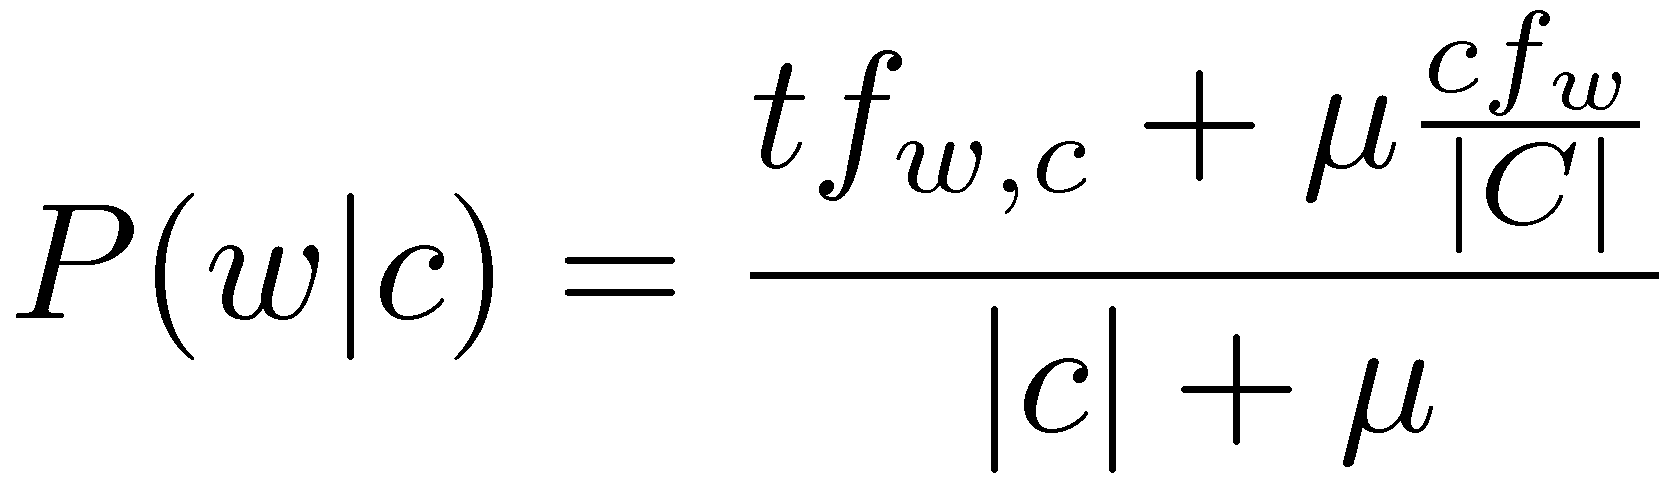 $P(w|c) = \frac{tf_{w,c} + \mu \frac{cf_w}{|C|}}{|c| + \mu}$